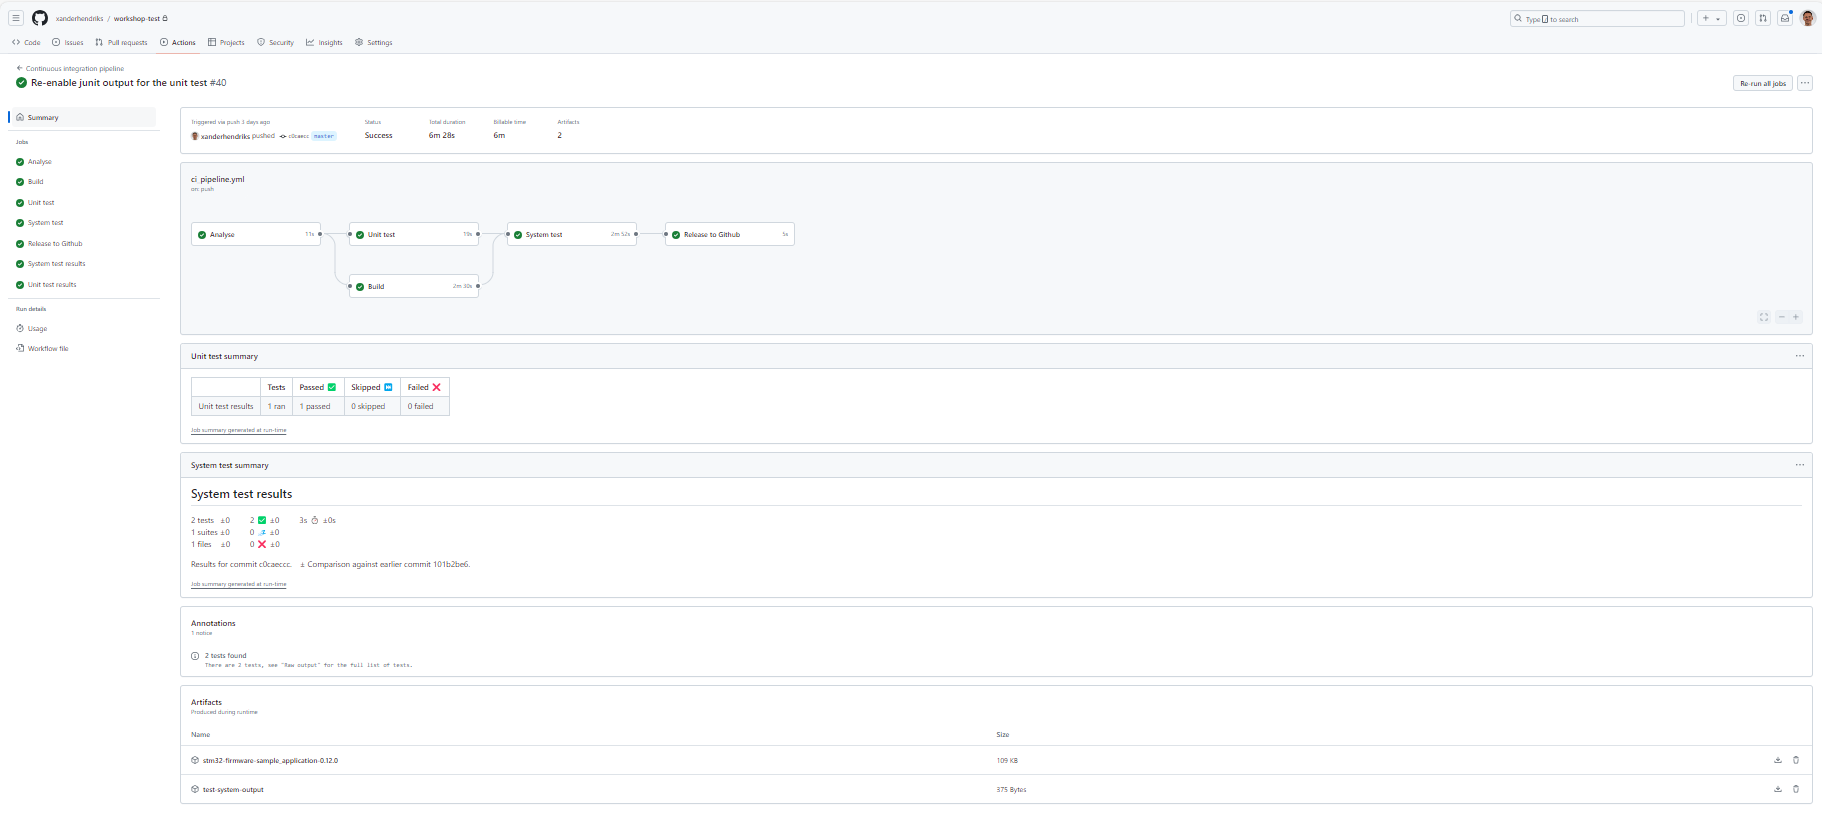 xanderhendriks / workshop-test
Type / to search
Code Issues Pull requests Actions Projects Security Insights Settings
Continuous integration pipeline
Re-enable junit output for the unit test #40
Re-run all jobs
Summary
Jobs
Analyse
Build
Unit test
System test
Release to Github
System test results
Unit test results
Run details
Usage
Workflow file
Triggered via push 3 days ago Status Total duration Billable time Artifacts
xanderhendriks pushed c0caecc master Success 6m 28s 6m 2
ci_pipeline.yml
on: push
Analyse 11s Unit test 19s System test 2m 52s Release to Github 5s
Build 2m 30s
Unit test summary
Tests Passed Skipped Failed
Unit test results 1 ran 1 passed 0 skipped 0 failed
Job summary generated at run-time
System test summary
System test results
2 tests ±0 2 ±0 3s ±0s
1 suites ±0 0 ±0
1 files ±0 0 ±0
Results for commit c0caeccc. ± Comparison against earlier commit 101b2be6.
Job summary generated at run-time
Annotations
1 notice
2 tests found
There are 2 tests, see "Raw output" for the full list of tests.
Artifacts
Produced during runtime
Name Size
stm32-firmware-sample_application-0.12.0 109 KB
test-system-output 375 Bytes